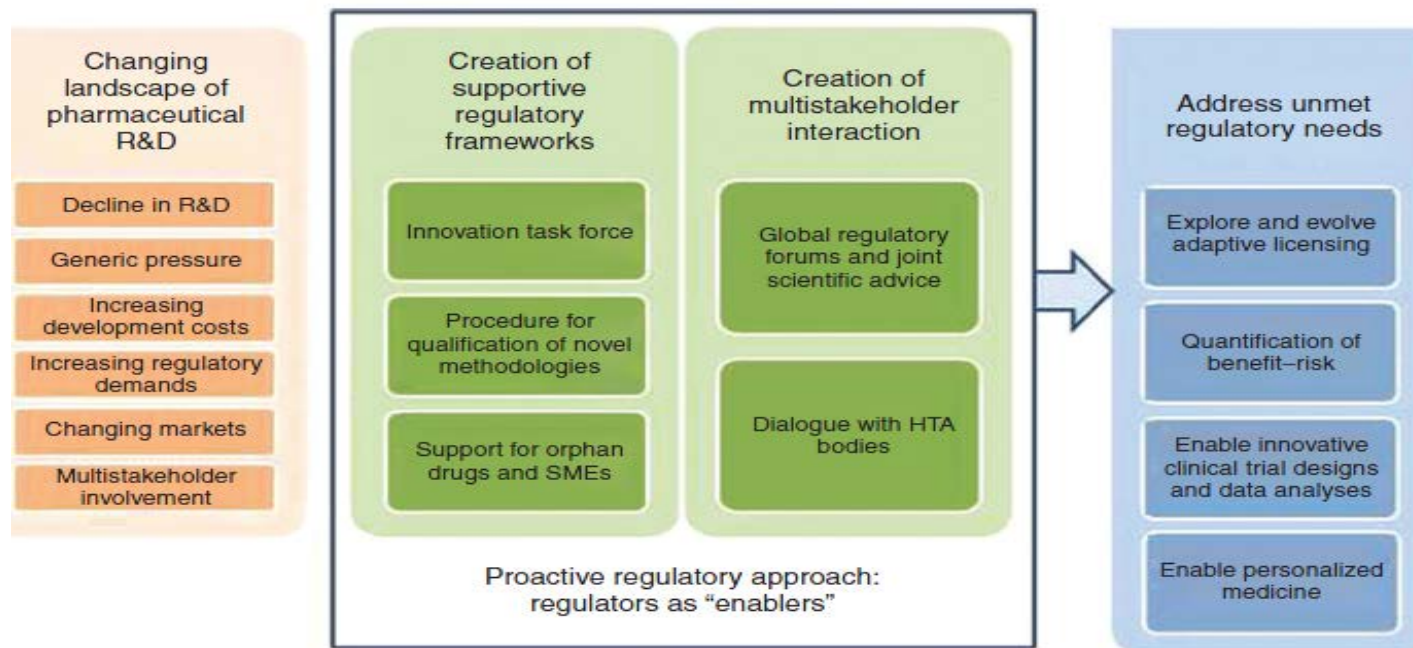 Changing
landscape of
pharmaceutical
R&D
Decline in R&D
Generic pressure
Increasing
development costs
Increasing regulatory
demands
Changing markets
Multistakeholder
involvement
Creation of
supportive
regulatory
frameworks
Innovation task force
Procedure for
qualification of novel
methodologies
Support for orphan
drugs and SMEs
Creation of
multistakeholder
interaction
Global regulatory
forums and joint
scientific advice
Dialogue with HTA
bodies
Proactive regulatory approach:
regulators as “enablers”
Address unmet
regulatory needs
Explore and evolve
adaptive licensing
Quantification of
benefit–risk
Enable innovative
clinical trial designs
and data analyses
Enable personalized
medicine